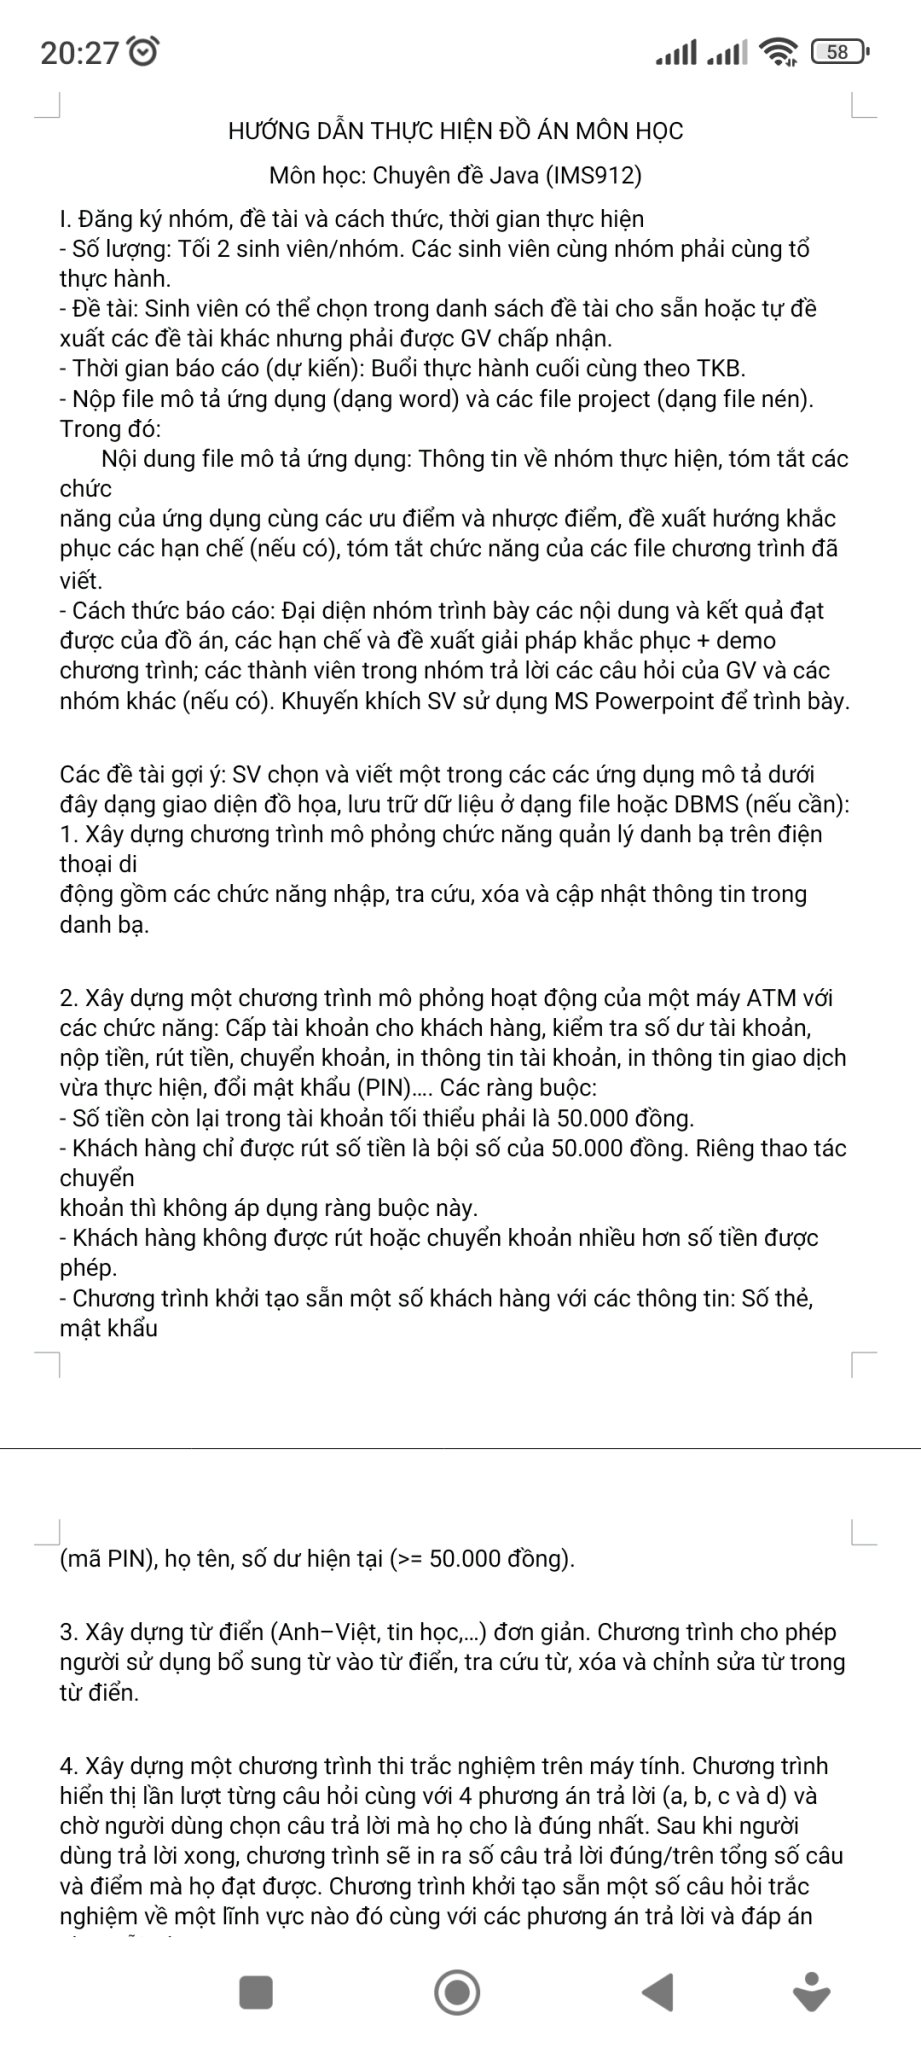 20:27
58
HƯỚNG DẪN THỰC HIỆN ĐỒ ÁN MÔN HỌC
Môn học: Chuyên đề Java (IMS912)
I. Đăng ký nhóm, đề tài và cách thức, thời gian thực hiện
- Số lượng: Tối 2 sinh viên/nhóm. Các sinh viên cùng nhóm phải cùng tổ
thực hành.
- Đề tài: Sinh viên có thể chọn trong danh sách đề tài cho sẵn hoặc tự đề
xuất các đề tài khác nhưng phải được GV chấp nhận.
- Thời gian báo cáo (dự kiến): Buổi thực hành cuối cùng theo TKB.
- Nộp file mô tả ứng dụng (dạng word) và các file project (dạng file nén).
Trong đó:
Nội dung file mô tả ứng dụng: Thông tin về nhóm thực hiện, tóm tắt các
chức
năng của ứng dụng cùng các ưu điểm và nhược điểm, đề xuất hướng khắc
phục các hạn chế (nếu có), tóm tắt chức năng của các file chương trình đã
viết.
- Cách thức báo cáo: Đại diện nhóm trình bày các nội dung và kết quả đạt
được của đồ án, các hạn chế và đề xuất giải pháp khắc phục + demo
chương trình; các thành viên trong nhóm trả lời các câu hỏi của GV và các
nhóm khác (nếu có). Khuyến khích SV sử dụng MS Powerpoint để trình bày.
Các đề tài gợi ý: SV chọn và viết một trong các các ứng dụng mô tả dưới
đây dạng giao diện đồ họa, lưu trữ dữ liệu ở dạng file hoặc DBMS (nếu cần):
1. Xây dựng chương trình mô phỏng chức năng quản lý danh bạ trên điện
thoại di
động gồm các chức năng nhập, tra cứu, xóa và cập nhật thông tin trong
danh bạ.
2. Xây dựng một chương trình mô phỏng hoạt động của một máy ATM với
các chức năng: Cấp tài khoản cho khách hàng, kiểm tra số dư tài khoản,
nộp tiền, rút tiền, chuyển khoản, in thông tin tài khoản, in thông tin giao dịch
vừa thực hiện, đổi mật khẩu (PIN).... Các ràng buộc:
- Số tiền còn lại trong tài khoản tối thiểu phải là 50.000 đồng.
- Khách hàng chỉ được rút số tiền là bội số của 50.000 đồng. Riêng thao tác
chuyển
khoản thì không áp dụng ràng buộc này.
- Khách hàng không được rút hoặc chuyển khoản nhiều hơn số tiền được
phép.
- Chương trình khởi tạo sẵn một số khách hàng với các thông tin: Số thẻ,
mật khẩu
(mã PIN), họ tên, số dư hiện tại (>= 50.000 đồng).
3. Xây dựng từ điển (Anh–Việt, tin học,...) đơn giản. Chương trình cho phép
người sử dụng bổ sung từ vào từ điển, tra cứu từ, xóa và chỉnh sửa từ trong
từ điển.
4. Xây dựng một chương trình thi trắc nghiệm trên máy tính. Chương trình
hiển thị lần lượt từng câu hỏi cùng với 4 phương án trả lời (a, b, c và d) và
chờ người dùng chọn câu trả lời mà họ cho là đúng nhất. Sau khi người
dùng trả lời xong, chương trình sẽ in ra số câu trả lời đúng/trên tổng số câu
và điểm mà họ đạt được. Chương trình khởi tạo sẵn một số câu hỏi trắc
nghiệm về một lĩnh vực nào đó cùng với các phương án trả lời và đáp án